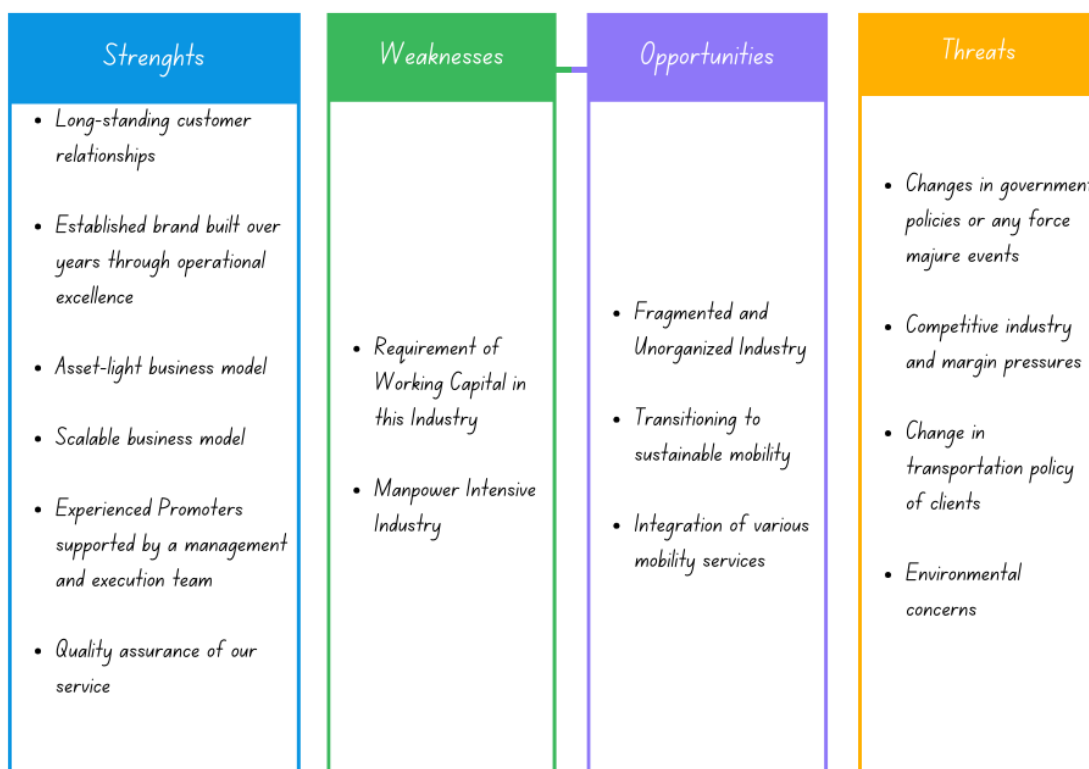 Strenghts
• Long-standing customer
relationships
• Established brand built over
years through operational
excellence
• Asset-light business model
• Scalable business model
• Experienced Promoters
supported by a management
and execution team
• Quality assurance of our
service
Weaknesses
• Requirement of
Working Capital in
this Industry
• Manpower Intensive
Industry
Opportunities
• Fragmented and
Unorganized Industry
• Transitioning to
sustainable mobility
• Integration of various
mobility services
Threats
• Changes in government
policies or any force
majure events
• Competitive industry
and margin pressures
• Change in
transportation policy
of clients
• Environmental
concerns